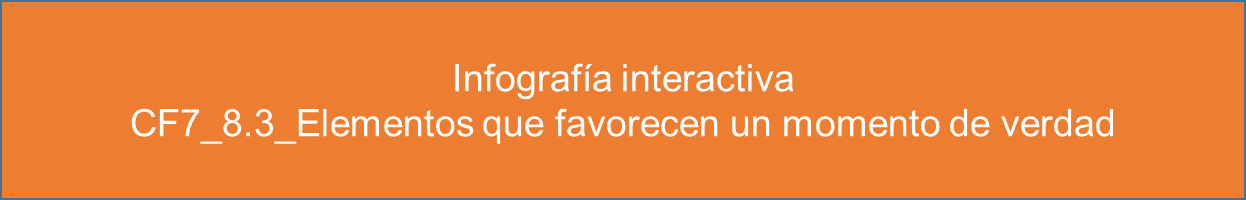 Infografía interactiva
CF7_8.3_Elementos que favorecen un momento de verdad